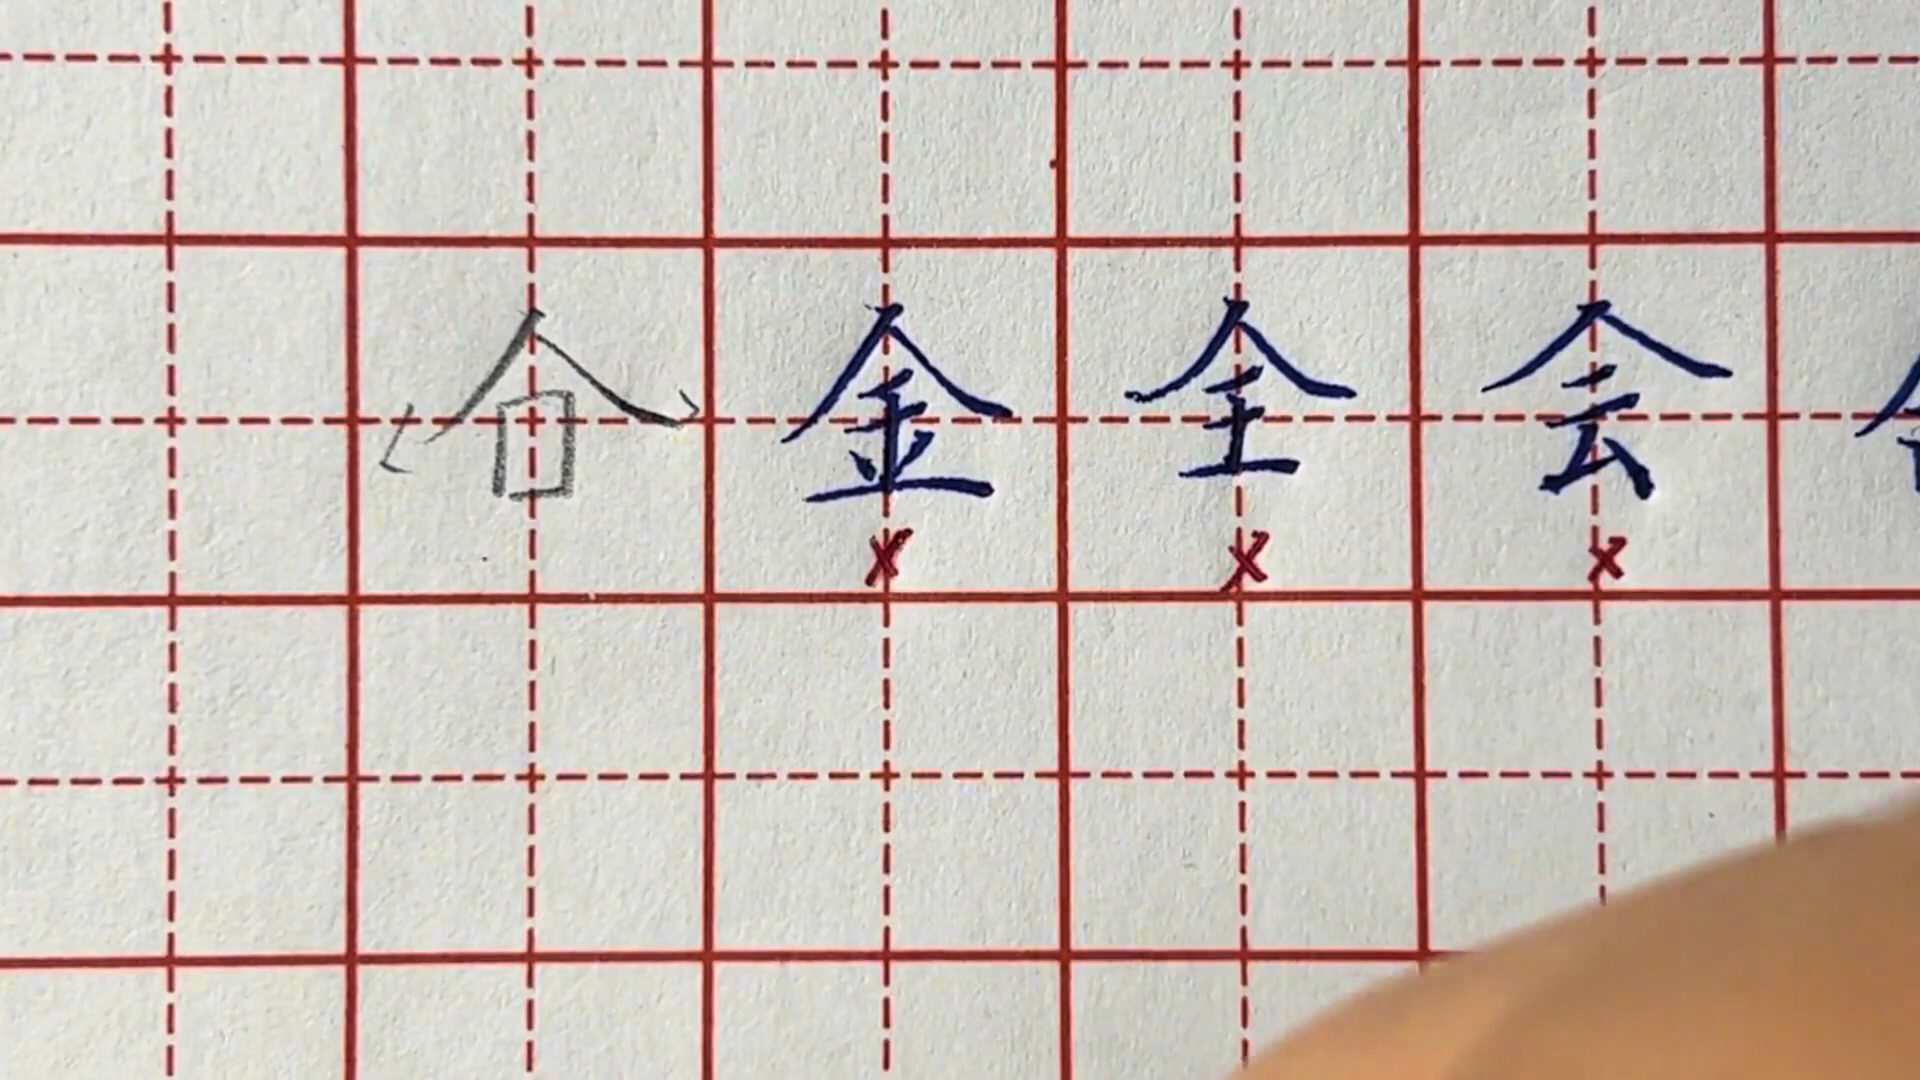 金 全 会
× × ×